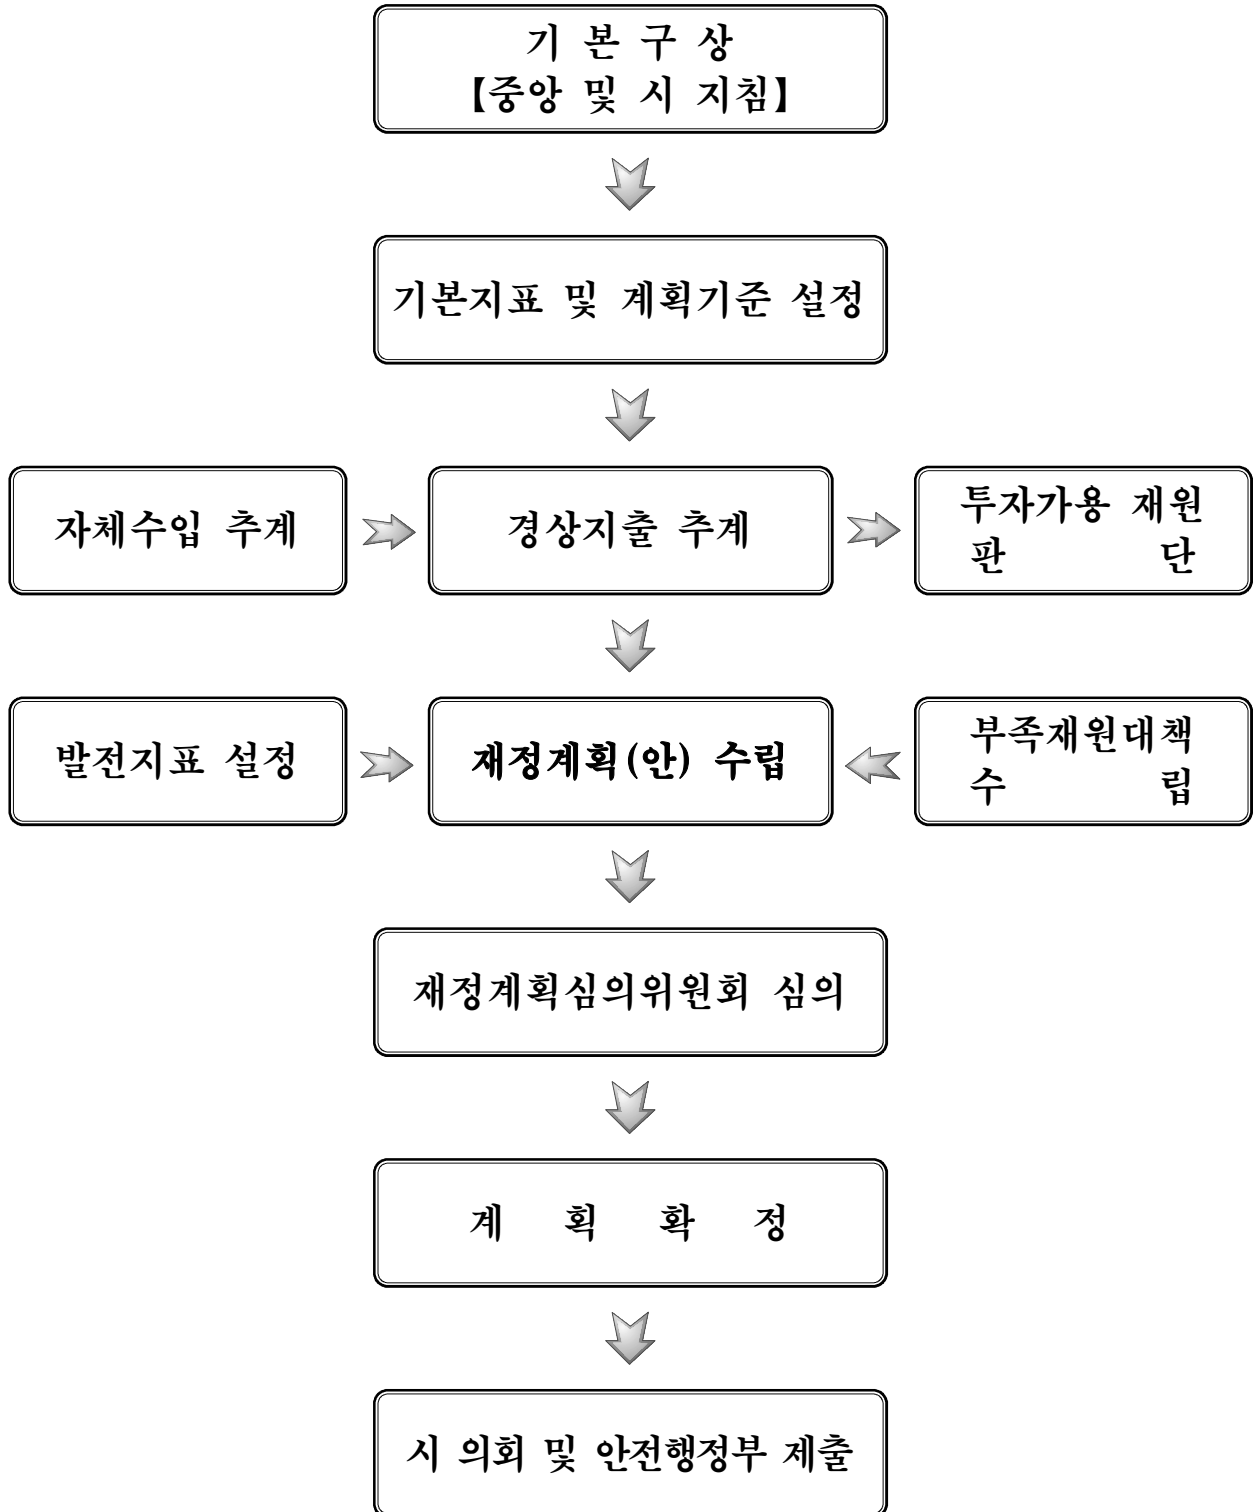 기 본 구 상
【중앙 및 시 지침】
기본지표 및 계획기준 설정
자체수입 추계
경상지출 추계
투자가용 재원
판 단
발전지표 설정
재정계획(안) 수립
부족재원대책
수 립
재정계획심의위원회 심의
계 획 확 정
시 의회 및 안전행정부 제출